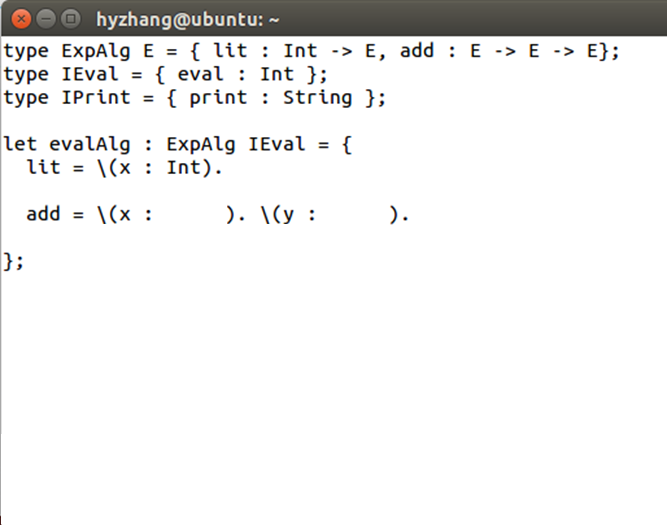 hyzhang@ubuntu: ~
type ExpAlg E = { lit : Int -> E, add : E -> E -> E};
type IEval = { eval : Int };
type IPrint = { print : String };
let evalAlg : ExpAlg IEval = {
  lit = \(x : Int).
  add = \(x :      ). \(y :      ).
};